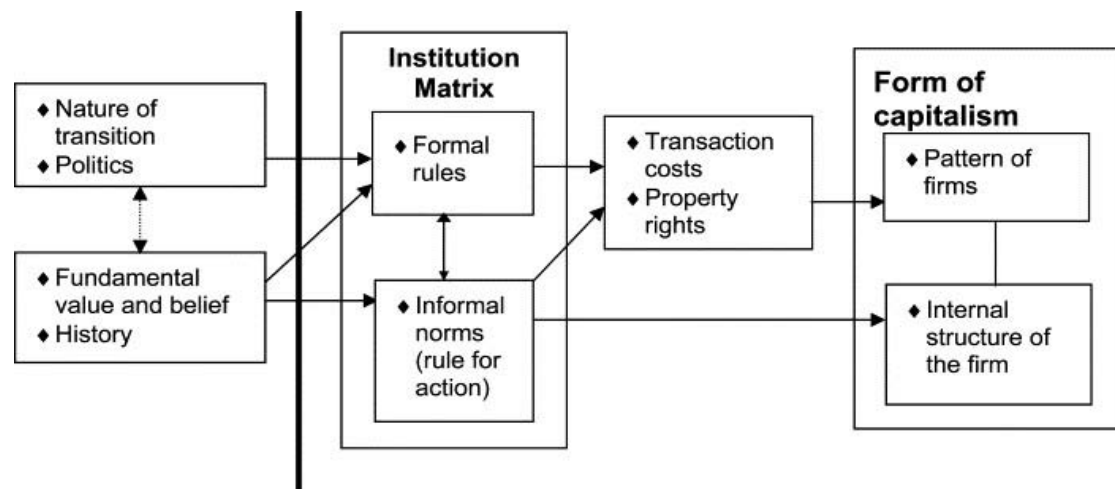 ♦ Nature of
transition
♦ Politics
♦ Fundamental
value and belief
♦ History
Institution
Matrix
♦ Formal
rules
♦ Informal
norms
(rule for
action)
♦ Transaction
costs
♦ Property
rights
Form of
capitalism
♦ Pattern of
firms
♦ Internal
structure of
the firm